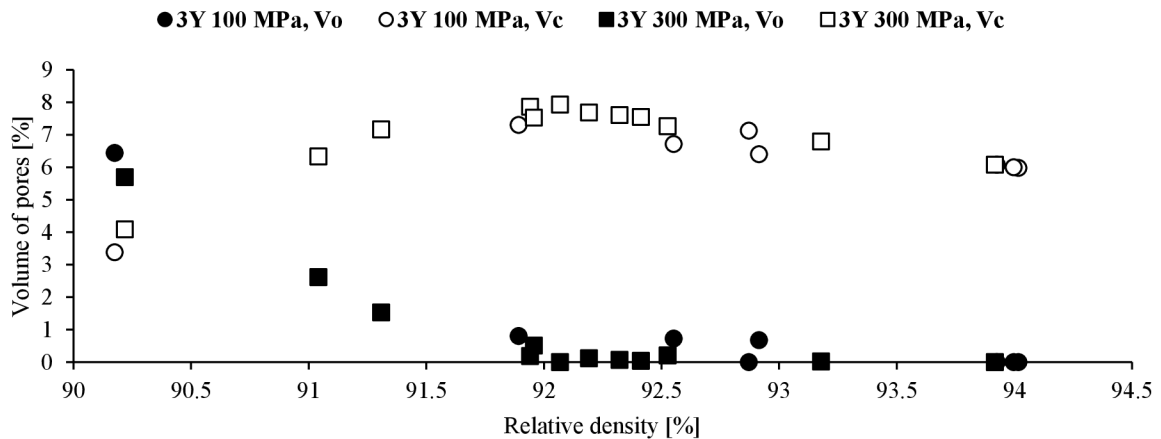 3Y 100 MPa, Vo 3Y 100 MPa, Vc 3Y 300 MPa, Vo 3Y 300 MPa, Vc
9
8
7
6
5
4
3
2
1
0
Volume of pores [%]
90 90.5 91 91.5 92 92.5 93 93.5 94 94.5
Relative density [%]